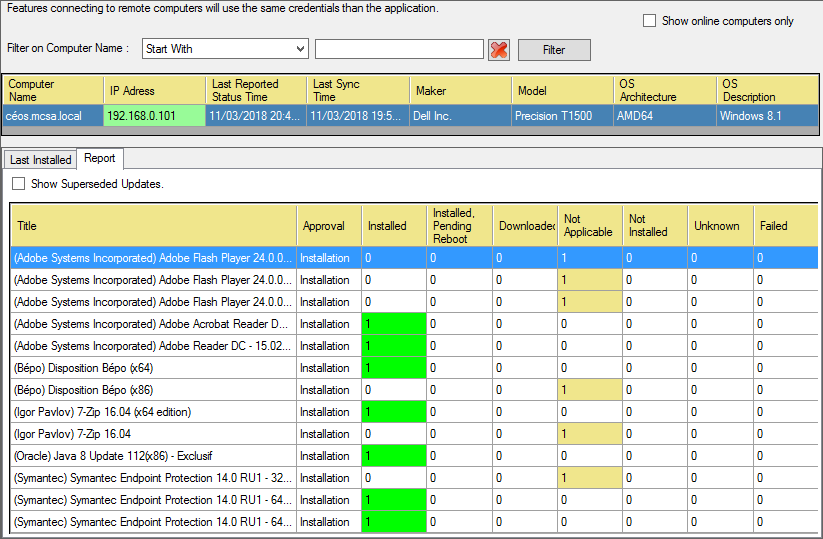 Features connecting to remote computers will use the same credentials than the application.
Show online computers only
Filter on Computer Name : Start With Filter
Computer Name IP Adress Last Reported Status Time Last Sync Time Maker Model OS Architecture OS Description
céos.mcsa.local 192.168.0.101 11/03/2018 20:4... 11/03/2018 19:5... Dell Inc. Precision T1500 AMD64 Windows 8.1
Last Installed Report
Show Superseded Updates.
Title Approval Installed Installed, Pending Reboot Downloaded Not Applicable Not Installed Unknown Failed
(Adobe Systems Incorporated) Adobe Flash Player 24.0.0... Installation 0 0 0 1 0 0 0
(Adobe Systems Incorporated) Adobe Flash Player 24.0.0... Installation 0 0 0 1 0 0 0
(Adobe Systems Incorporated) Adobe Flash Player 24.0.0... Installation 0 0 0 1 0 0 0
(Adobe Systems Incorporated) Adobe Acrobat Reader D... Installation 1 0 0 0 0 0 0
(Adobe Systems Incorporated) Adobe Reader DC - 15.02... Installation 1 0 0 0 0 0 0
(Bépo) Disposition Bépo (x64) Installation 1 0 0 0 0 0 0
(Bépo) Disposition Bépo (x86) Installation 0 0 0 1 0 0 0
(Igor Pavlov) 7-Zip 16.04 (x64 edition) Installation 1 0 0 0 0 0 0
(Igor Pavlov) 7-Zip 16.04 Installation 0 0 0 1 0 0 0
(Oracle) Java 8 Update 112(x86) - Exclusif Installation 1 0 0 0 0 0 0
(Symantec) Symantec Endpoint Protection 14.0 RU1 - 32... Installation 0 0 0 1 0 0 0
(Symantec) Symantec Endpoint Protection 14.0 RU1 - 64... Installation 1 0 0 0 0 0 0
(Symantec) Symantec Endpoint Protection 14.0 RU1 - 64... Installation 1 0 0 0 0 0 0